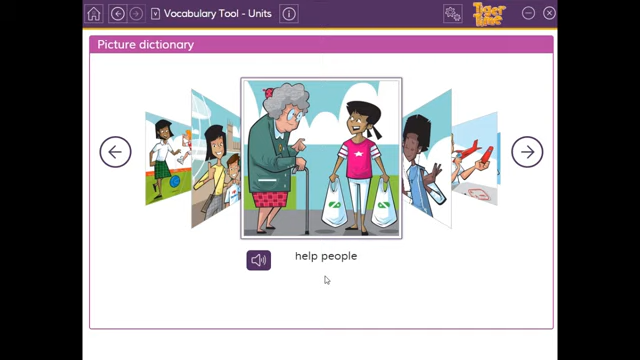 Vocabulary Tool - Units
Tiger
Time
Picture dictionary
help people